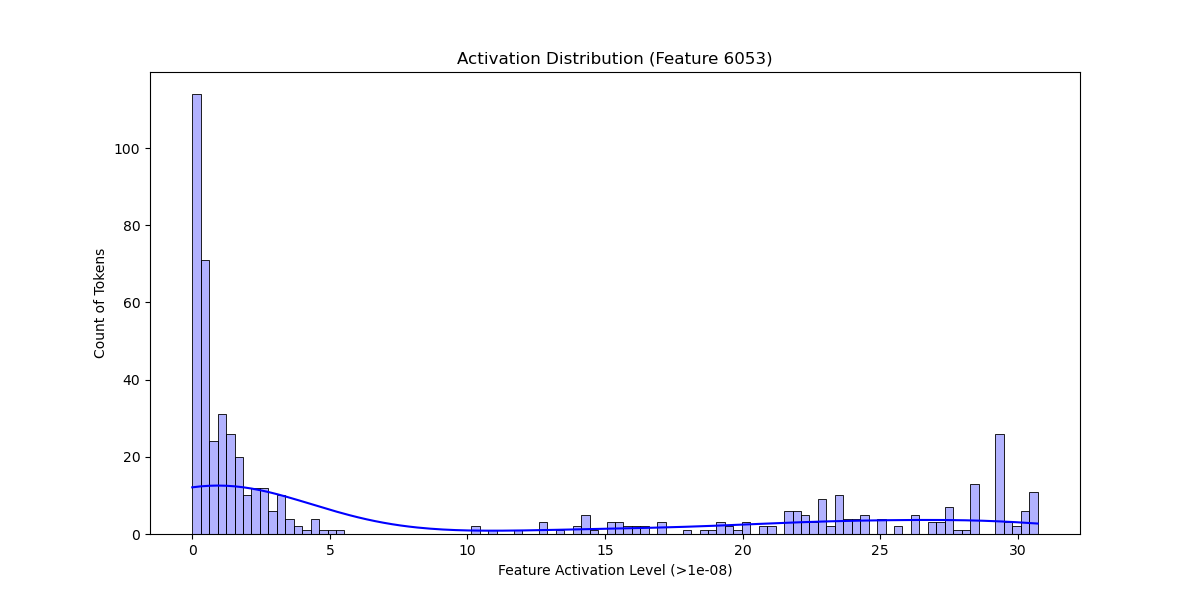 Activation Distribution (Feature 6053)
Count of Tokens
100
80
60
40
20
0
0 5 10 15 20 25 30
Feature Activation Level (>1e-08)